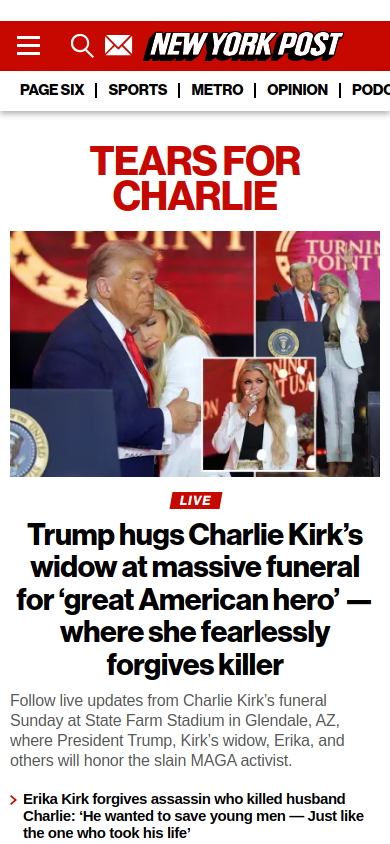 NEW YORK POST
PAGE SIX | SPORTS | METRO | OPINION | PODC
TEARS FOR
CHARLIE
POINT
TURNIN
POINT U
TURNING
T USA
ON
LIVE
Trump hugs Charlie Kirk’s
widow at massive funeral
for ‘great American hero’ —
where she fearlessly
forgives killer
Follow live updates from Charlie Kirk’s funeral
Sunday at State Farm Stadium in Glendale, AZ,
where President Trump, Kirk’s widow, Erika, and
others will honor the slain MAGA activist.
Erika Kirk forgives assassin who killed husband
Charlie: ‘He wanted to save young men — Just like
the one who took his life’